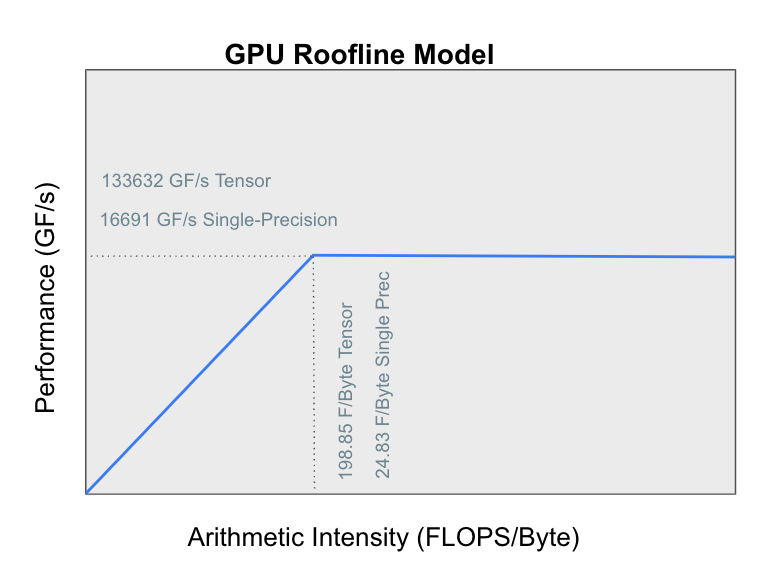 GPU Roofline Model
133632 GF/s Tensor
16691 GF/s Single-Precision
Performance (GF/s)
198.85 F/Byte Tensor
24.83 F/Byte Single Prec
Arithmetic Intensity (FLOPS/Byte)